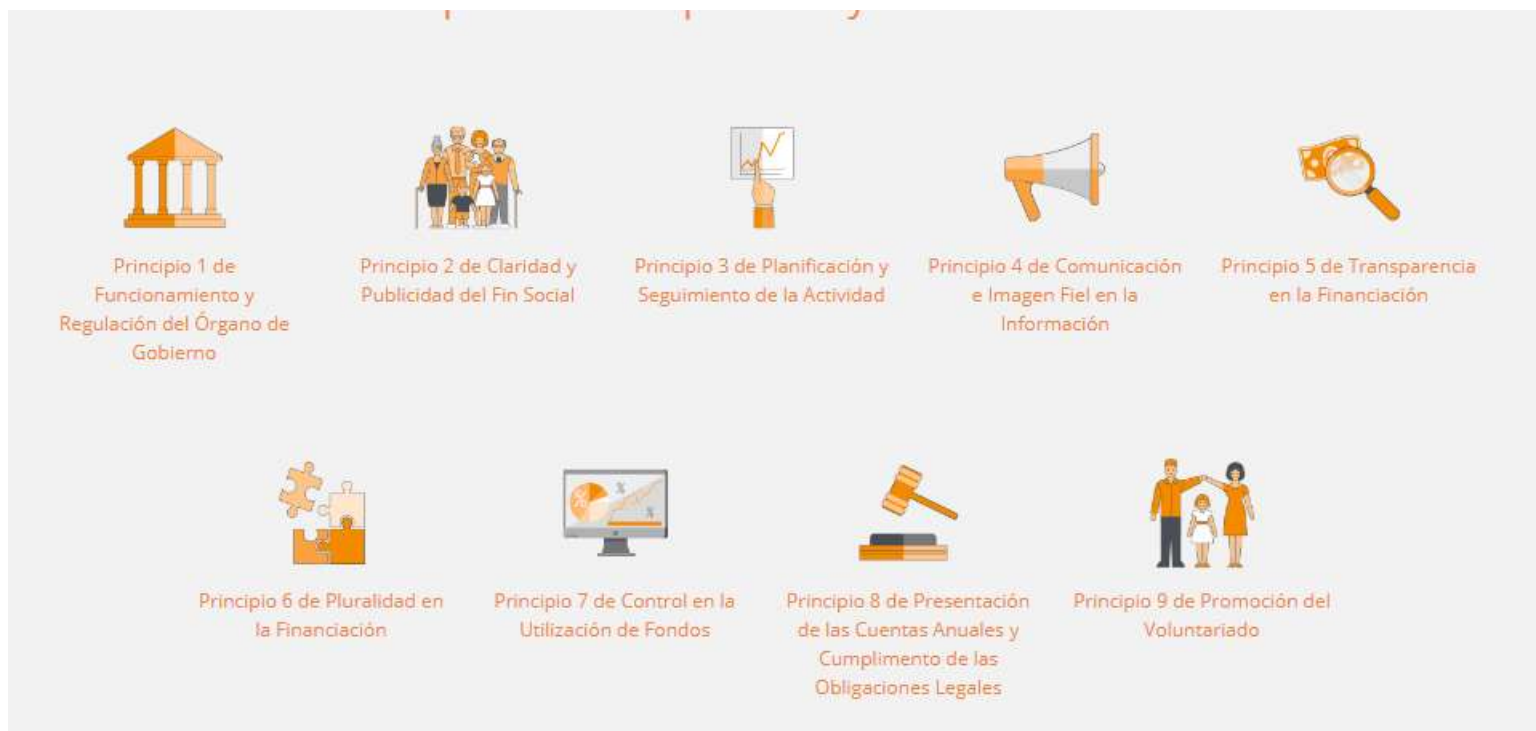 Principio 1 de
Funcionamiento y
Regulación del Órgano de
Gobierno
Principio 2 de Claridad y
Publicidad del Fin Social
Principio 3 de Planificación y
Seguimiento de la Actividad
Principio 4 de Comunicación
e Imagen Fiel en la
Información
Principio 5 de Transparencia
en la Financiación
Principio 6 de Pluralidad en
la Financiación
Principio 7 de Control en la
Utilización de Fondos
Principio 8 de Presentación
de las Cuentas Anuales y
Cumplimento de las
Obligaciones Legales
Principio 9 de Promoción del
Voluntariado